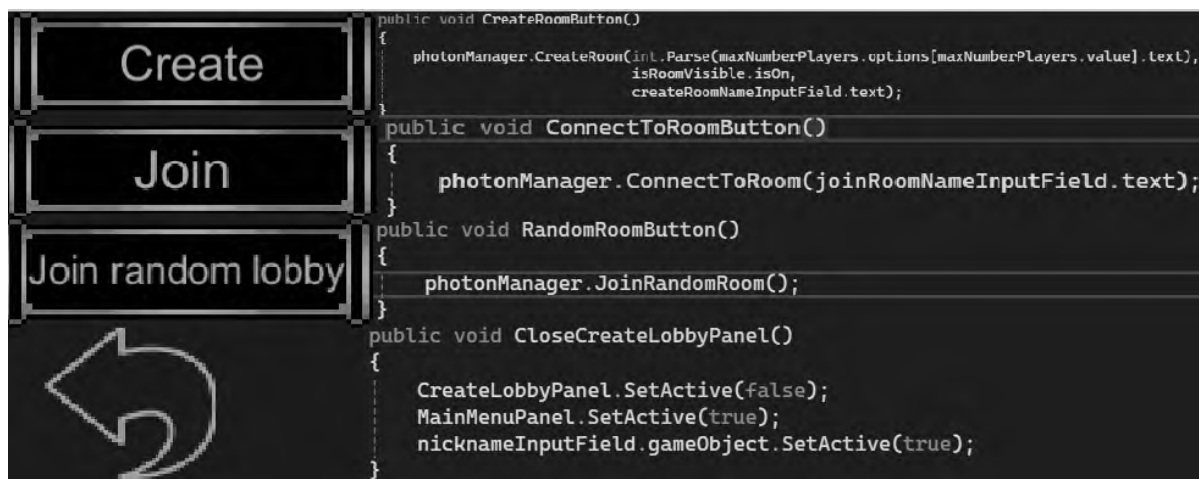 Create
public void CreateRoomButton()
{
photonManager.CreateRoom(int.Parse(maxNumberPlayers.options[maxNumberPlayers.value].text),
isRoomVisible.isOn,
createRoomNameInputField.text);
}
Join
public void ConnectToRoomButton()
{
photonManager.ConnectToRoom(joinRoomNameInputField.text);
}
Join random lobby
public void RandomRoomButton()
{
photonManager.JoinRandomRoom();
}
public void CloseCreateLobbyPanel()
{
CreateLobbyPanel.SetActive(false);
MainMenuPanel.SetActive(true);
nicknameInputField.gameObject.SetActive(true);
}